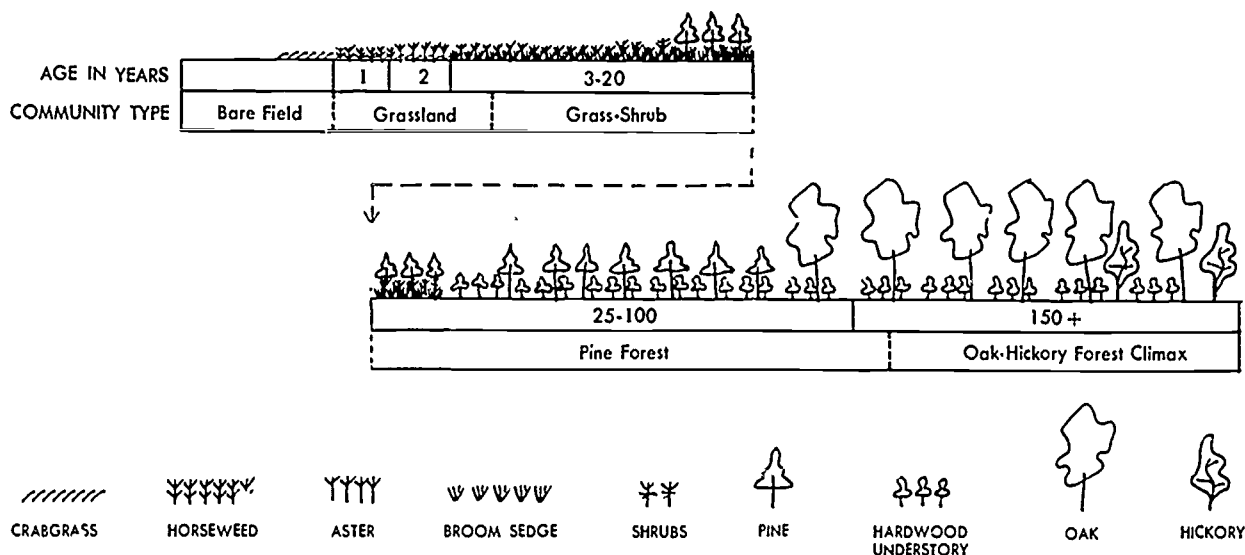 AGE IN YEARS 1 2 3-20
COMMUNITY TYPE Bare Field Grassland Grass-Shrub
25-100 150 +
Pine Forest Oak-Hickory Forest Climax
CRABGRASS HORSEWEED ASTER BROOM SEDGE SHRUBS PINE HARDWOOD OAK HICKORY
UNDERSTORY